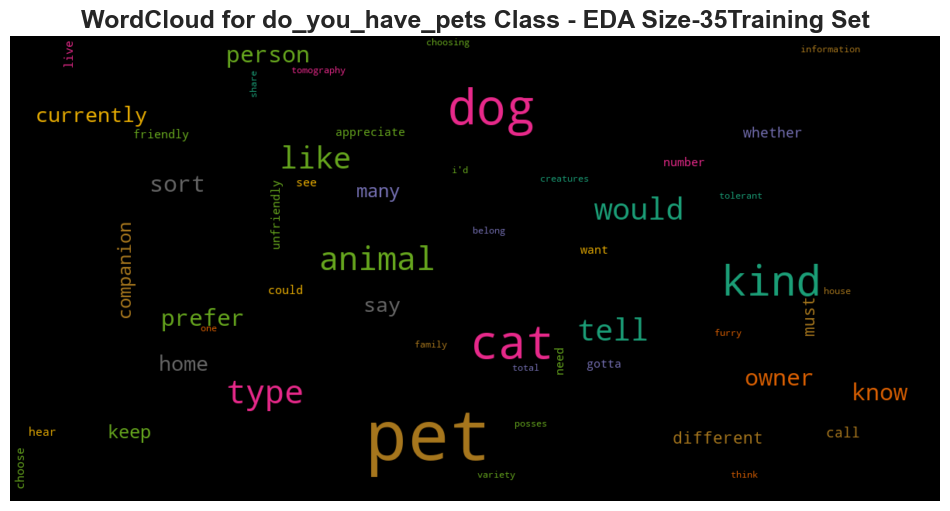 WordCloud for do_you_have_pets Class - EDA Size-35Training Set
choosing
information
live
person
tomography
share
dog
currently
friendly
appreciate
whether
like
number
i'd
sort
see
many
creatures
unfriendly
tolerant
would
belong
companion
animal
want
kind
could
house
say
must
prefer
one
tell
cat
family
furry
home
need
total
gotta
owner
type
know
pet
posses
hear
keep
different
call
choose
variety
think